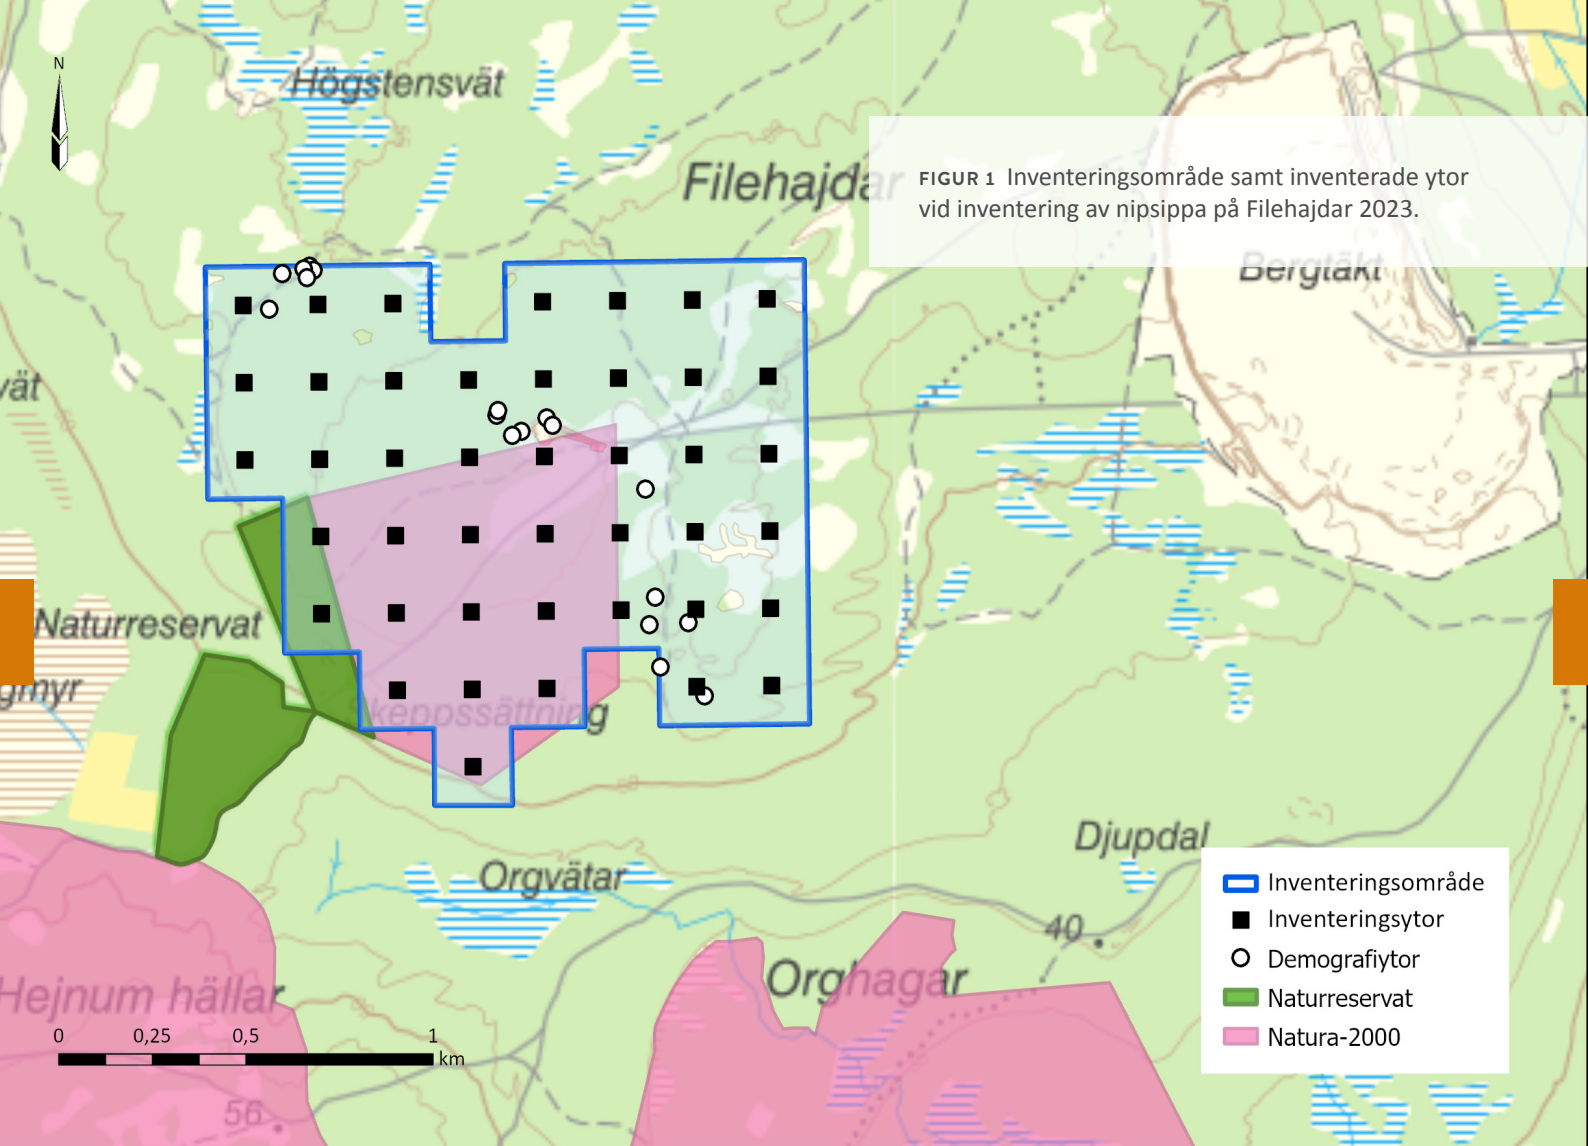 N
Högstensvät
Filehajdar
FIGUR 1 Inventeringsområde samt inventerade ytor
vid inventering av nipsippa på Filehajdar 2023.
Bergtäkt
vät
Naturreservat
gmyr
keppssättning
Djupdal
Orgvätar
Inventeringsområde
Inventeringsytor
40
Demografiytor
Orghagar
Hejnum hällar
Naturreservat
Natura-2000
0 0,25 0,5 1
km
56